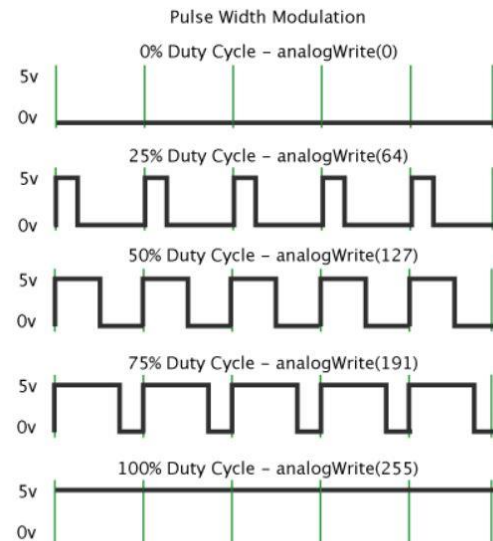 Pulse Width Modulation
0% Duty Cycle – analogWrite(0)
5v
0v
25% Duty Cycle – analogWrite(64)
5v
0v
50% Duty Cycle – analogWrite(127)
5v
0v
75% Duty Cycle – analogWrite(191)
5v
0v
100% Duty Cycle – analogWrite(255)
5v
0v